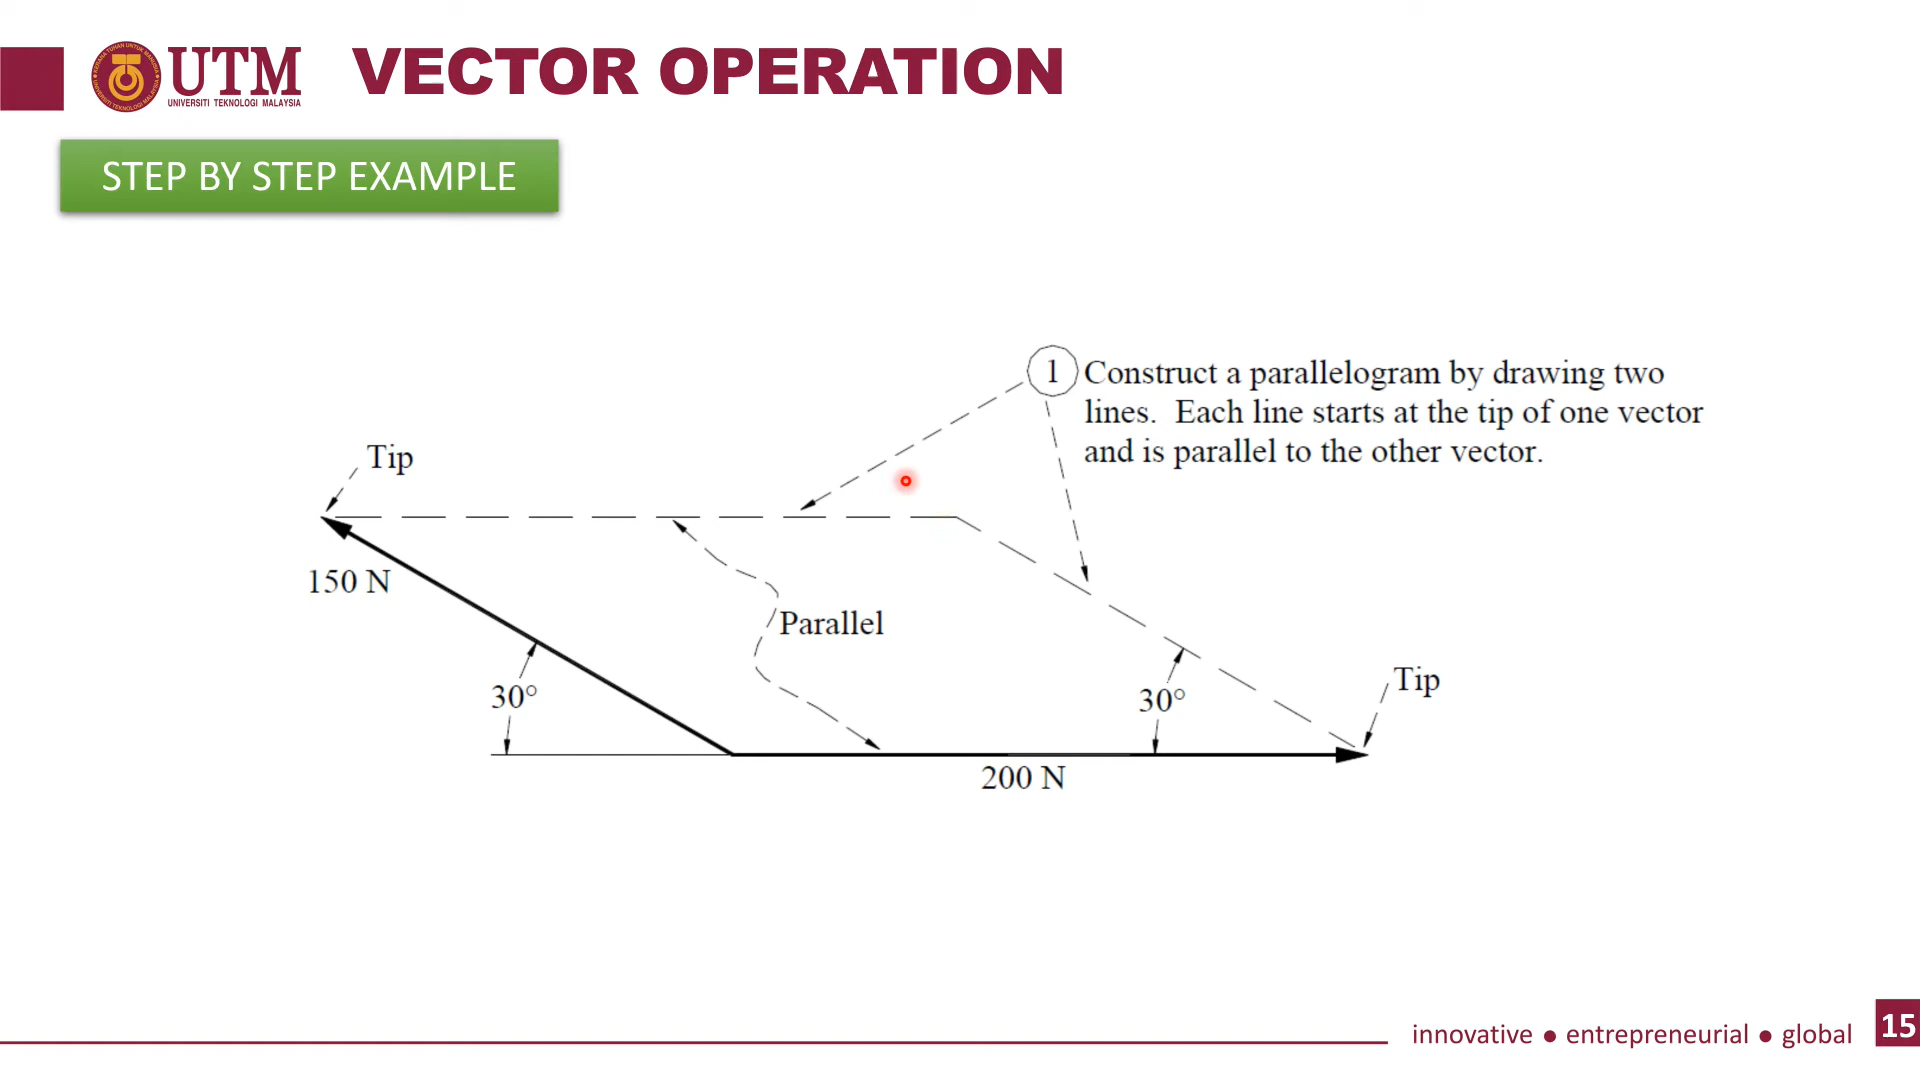 UTM
UNIVERSITI TEKNOLOGI MALAYSIA
VECTOR OPERATION
STEP BY STEP EXAMPLE
1 Construct a parallelogram by drawing two
lines. Each line starts at the tip of one vector
and is parallel to the other vector.
Tip
150 N
Parallel
30°
30°
Tip
200 N
innovative ● entrepreneurial ● global
15